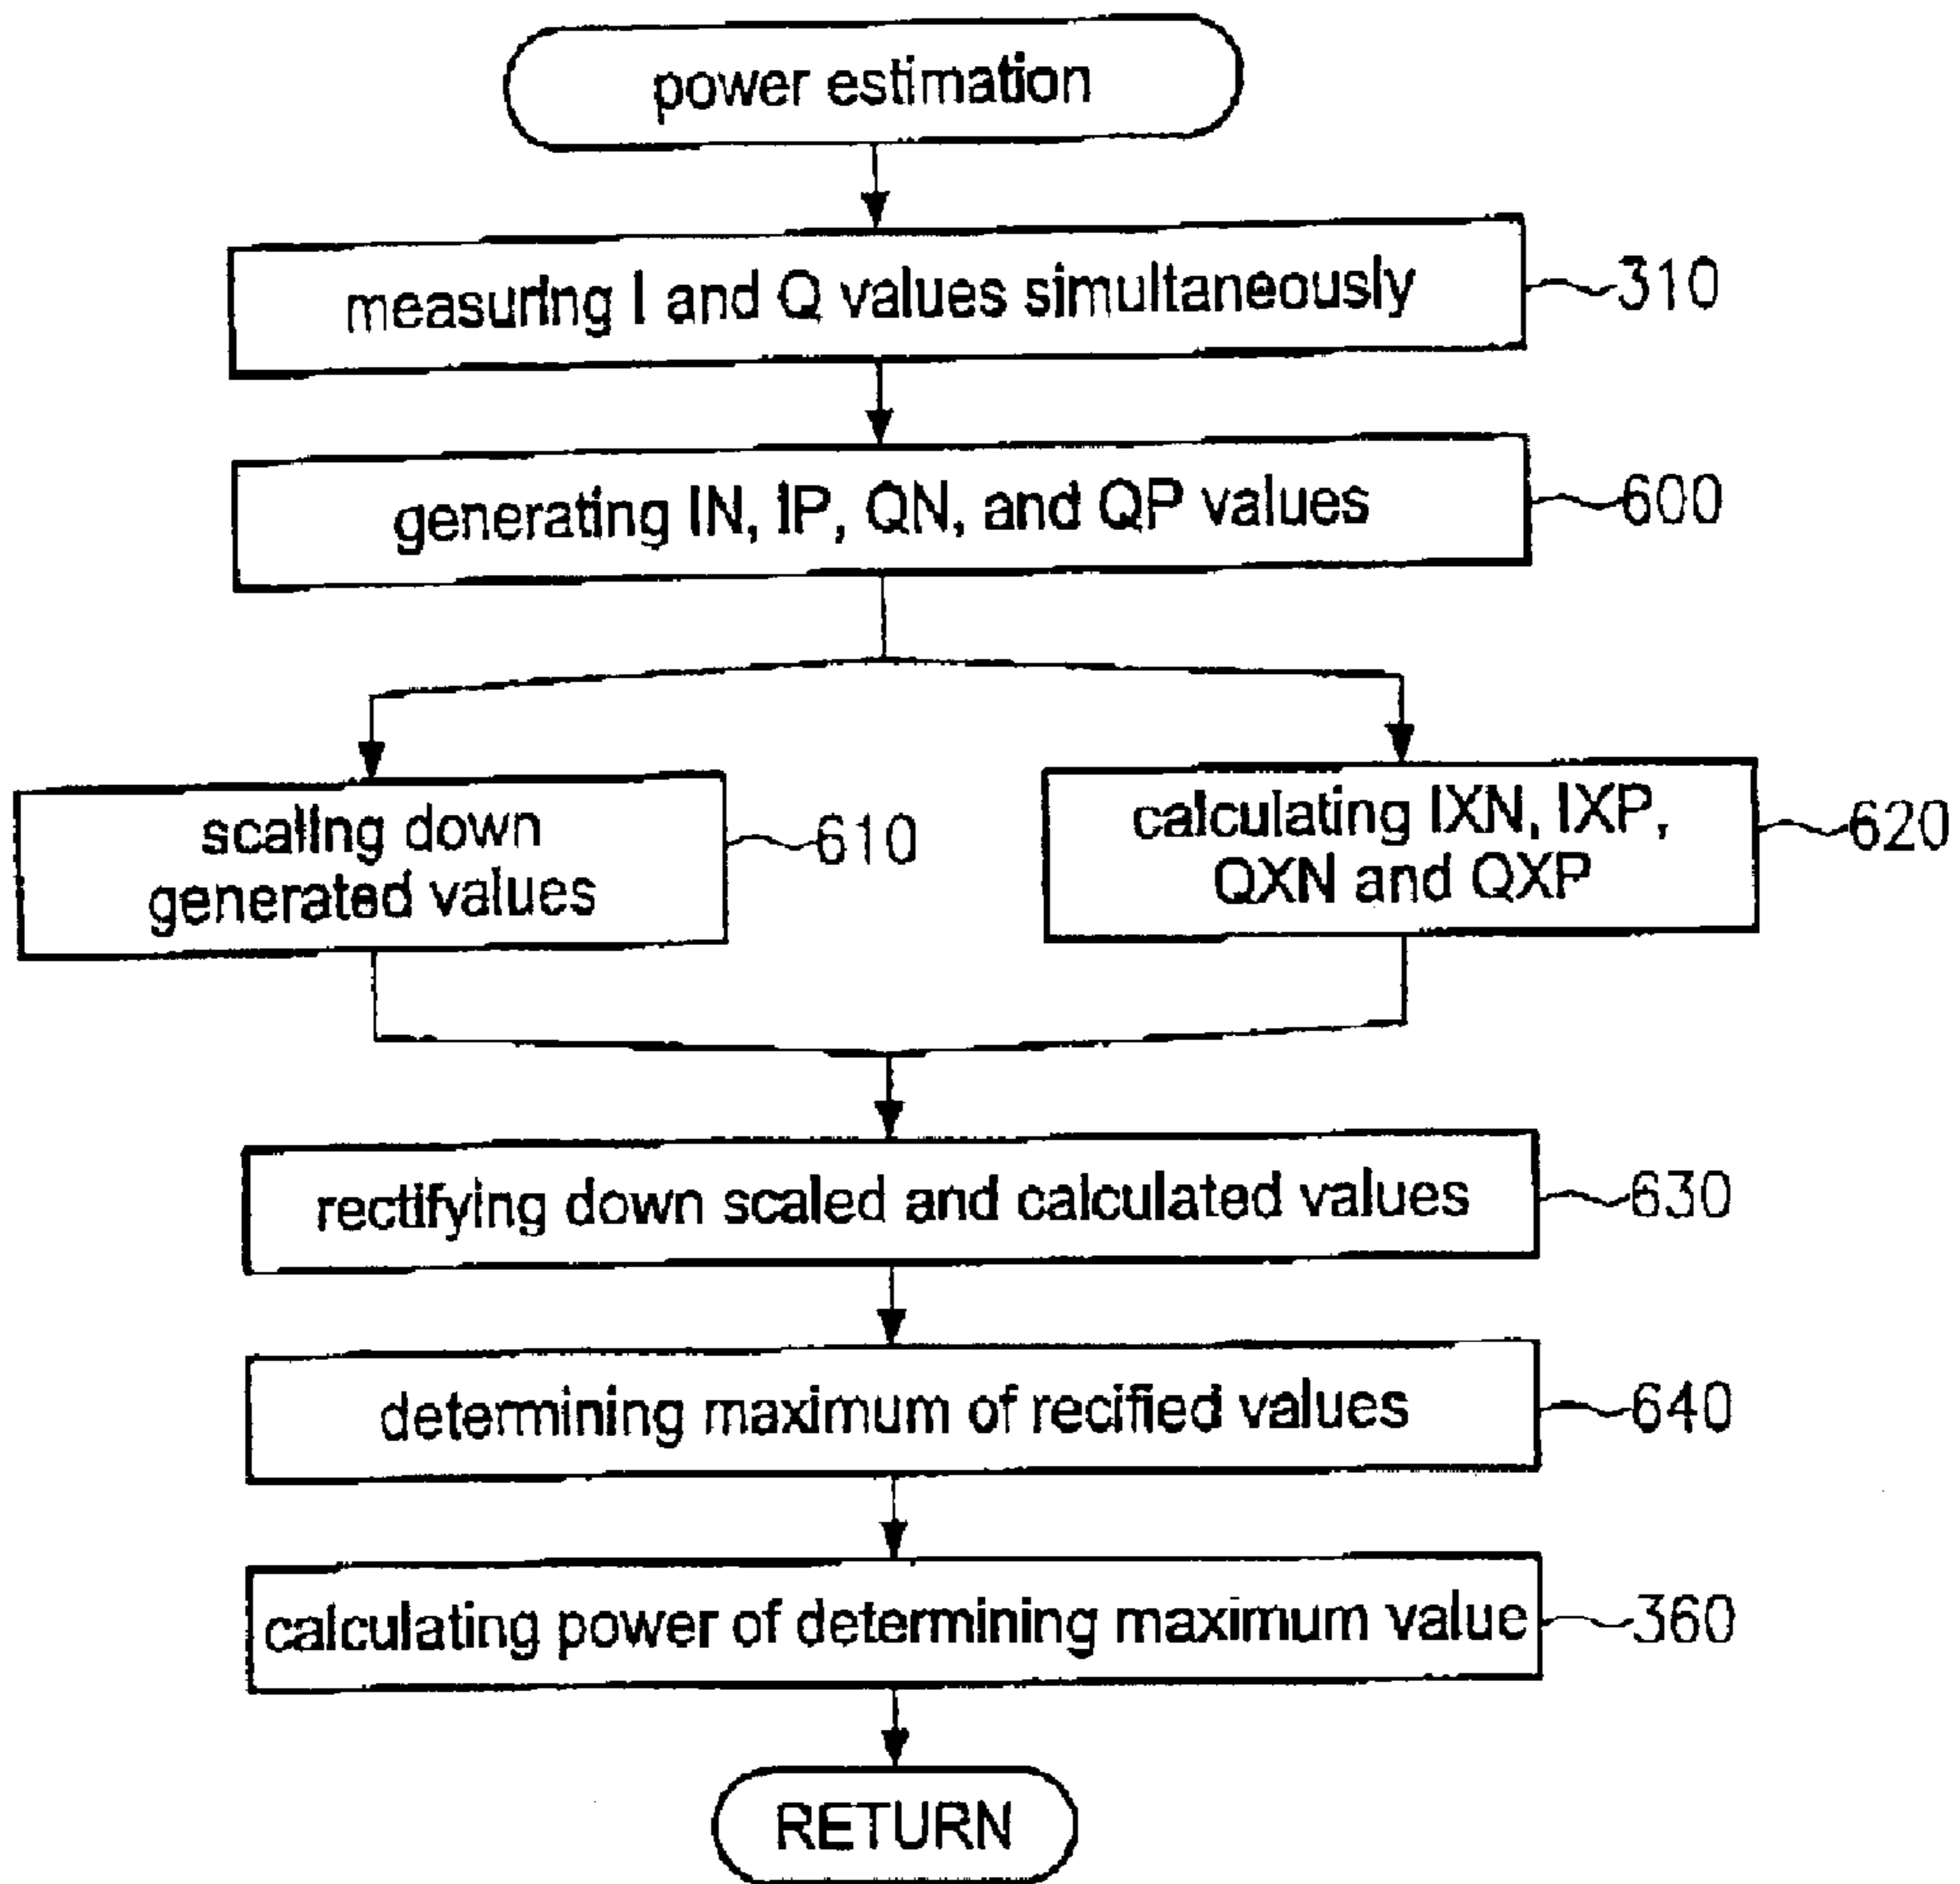 power estimation
measuring I and Q values simultaneously
310
generating IN, IP, QN, and QP values
600
scaling down
generated values
610
calculating IXN, IXP,
QXN and QXP
620
rectifying down scaled and calculated values
630
determining maximum of recified values
640
calculating power of determining maximum value
360
RETURN